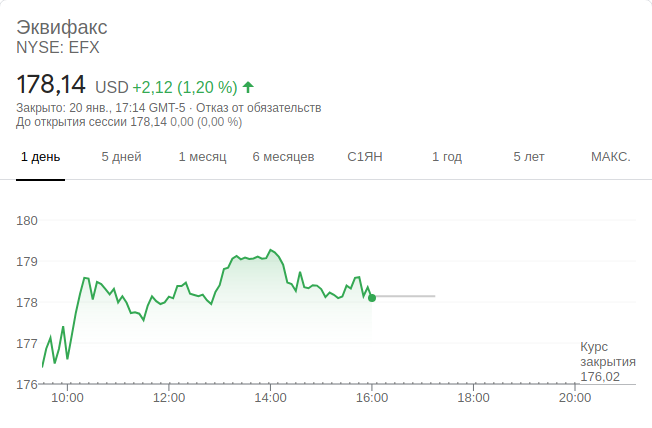 Эквифакс
NYSE: EFX
178,14 USD +2,12 (1,20 %)
Закрыто: 20 янв., 17:14 GMT-5 · Отказ от обязательств
До открытия сессии 178,14 0,00 (0,00 %)
1 день 5 дней 1 месяц 6 месяцев С1ЯН 1 год 5 лет МАКС.
180
179
178
177
Курс
закрытия
176,02
176
10:00 12:00 14:00 16:00 18:00 20:00